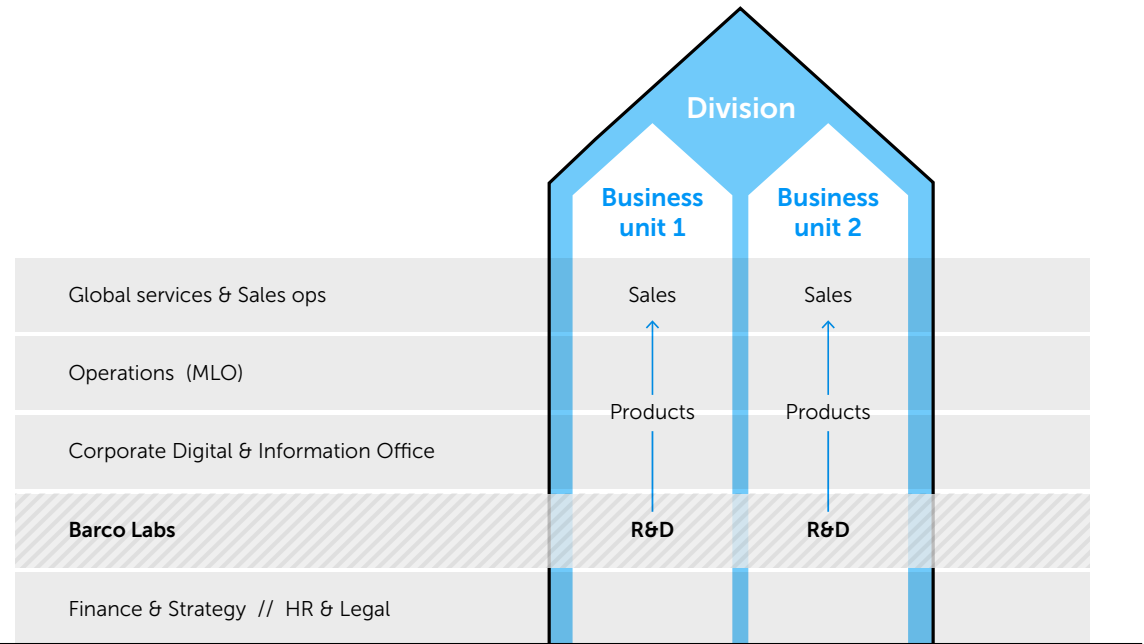 Division
Business
unit 1
Business
unit 2
Global services & Sales ops
Sales
Sales
Operations (MLO)
Products
Products
Corporate Digital & Information Office
Barco Labs
R&D
R&D
Finance & Strategy // HR & Legal